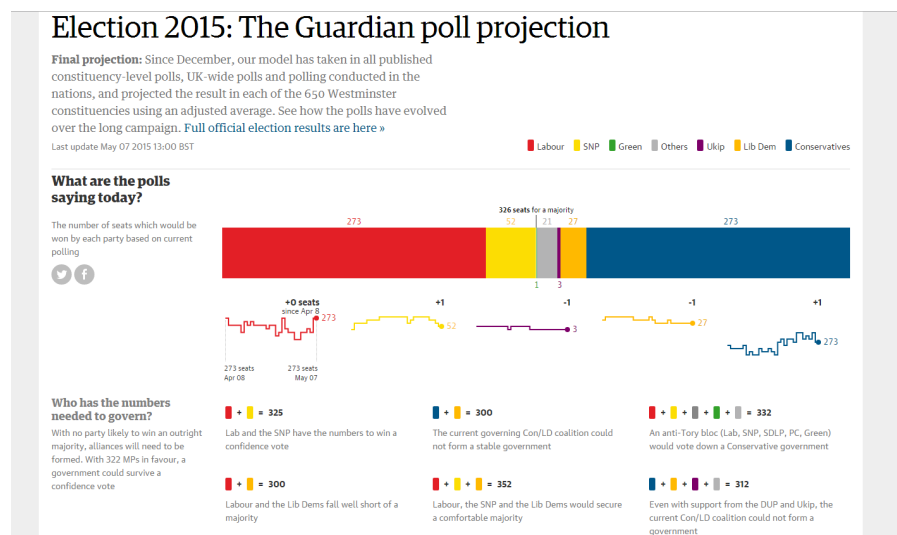 Election 2015: The Guardian poll projection
Final projection: Since December, our model has taken in all published
constituency-level polls, UK-wide polls and polling conducted in the
nations, and projected the result in each of the 650 Westminster
constituencies using an adjusted average. See how the polls have evolved
over the long campaign. Full official election results are here »
Last update May 07 2015 13:00 BST
Labour SNP Green Others Ukip Lib Dem Conservatives
What are the polls
saying today?
The number of seats which would be
won by each party based on current
polling
326 seats for a majority
273 52 21 27 273
1 3
+0 seats +1 -1 -1 +1
since Apr 8
273 52 3 27 273
273 seats 273 seats
Apr 08 May 07
Who has the numbers
needed to govern?
With no party likely to win an outright
majority, alliances will need to be
formed. With 322 MPs in favour, a
government could survive a
confidence vote
+ = 325
Lab and the SNP have the numbers to win a
confidence vote
+ = 300
The current governing Con/LD coalition could
not form a stable government
+ + + + = 332
An anti-Tory bloc (Lab, SNP, SDLP, PC, Green)
would vote down a Conservative government
+ = 300
Labour and the Lib Dems fall well short of a
majority
+ + = 352
Labour, the SNP and the Lib Dems would secure
a comfortable majority
+ + + = 312
Even with support from the DUP and Ukip, the
current Con/LD coalition could not form a
government